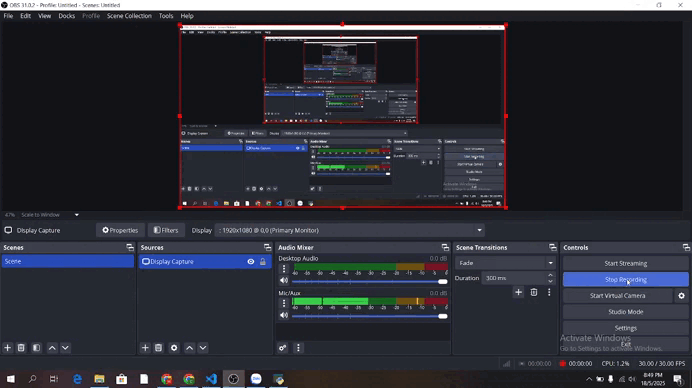 OBS 31.0.2 - Profile: Untitled - Scenes: Untitled
File Edit View Docks Profile Scene Collection Tools Help
47% Scale to Window
Display Capture Properties Filters Display : 1920x1080 @ 0,0 (Primary Monitor)
Scenes
Scene
Sources
Display Capture
Audio Mixer
Desktop Audio 0.0 dB
-60 -55 -50 -45 -40 -35 -30 -25 -20 -15 -10 -5 0
Mic/Aux 0.0 dB
-60 -55 -50 -45 -40 -35 -30 -25 -20 -15 -10 -5 0
Scene Transitions
Fade
Duration 300 ms
Controls
Start Streaming
Stop Recording
Start Virtual Camera
Studio Mode
Settings
Exit
Activate Windows
Go to Settings to activate Windows.
00:00:00 00:00:00 CPU: 1.2% 30.00 / 30.00 FPS
8:49 PM
18/5/2025